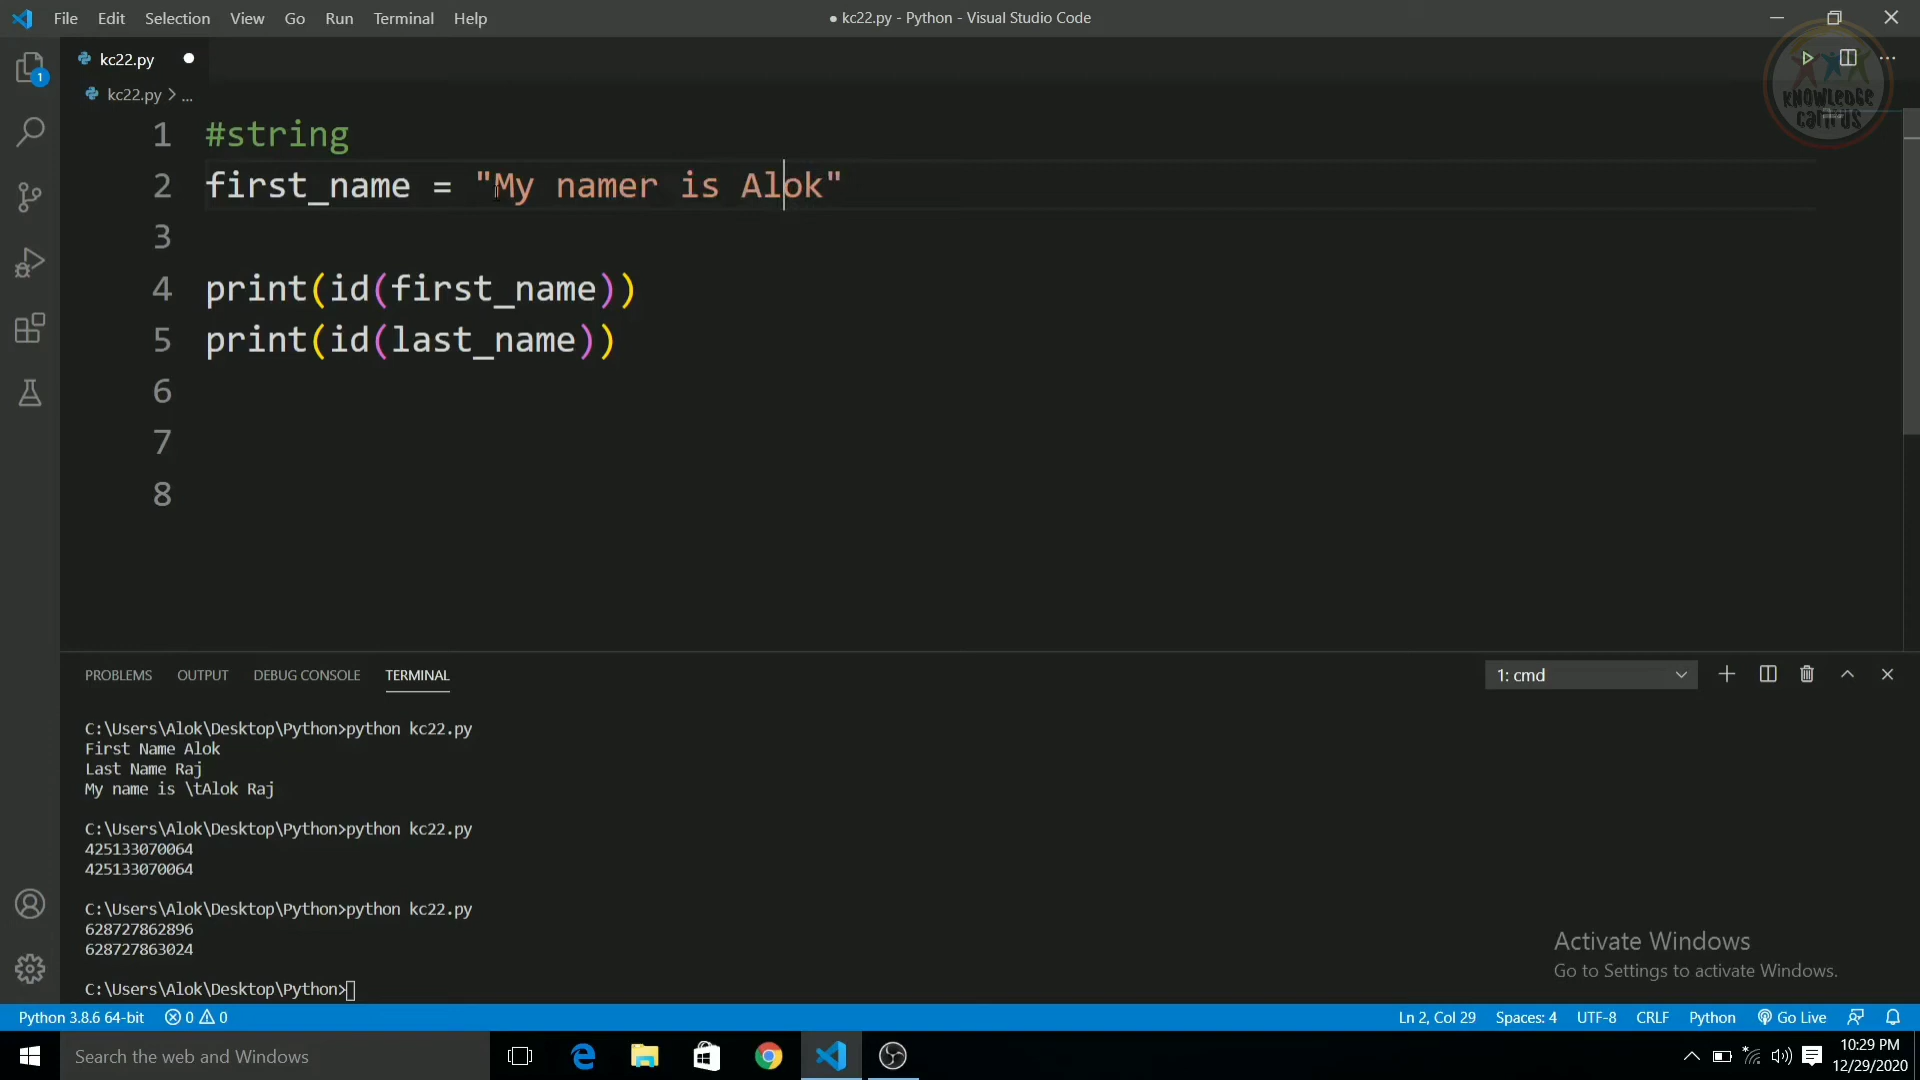 File Edit Selection View Go Run Terminal Help
● kc22.py - Python - Visual Studio Code
kc22.py
1
kc22.py > ...
KNOWLEDGE
1 #string
2 first_name = "My namer is Alok"
3
4 print(id(first_name))
5 print(id(last_name))
6
7
8
PROBLEMS OUTPUT DEBUG CONSOLE TERMINAL
1: cmd
C:\Users\Alok\Desktop\Python>python kc22.py
First Name Alok
Last Name Raj
My name is \tAlok Raj
C:\Users\Alok\Desktop\Python>python kc22.py
425133070064
425133070064
C:\Users\Alok\Desktop\Python>python kc22.py
628727862896
628727863024
C:\Users\Alok\Desktop\Python>
Activate Windows
Go to Settings to activate Windows.
Python 3.8.6 64-bit 0 0
Ln 2, Col 29 Spaces: 4 UTF-8 CRLF Python Go Live
Search the web and Windows
10:29 PM
12/29/2020